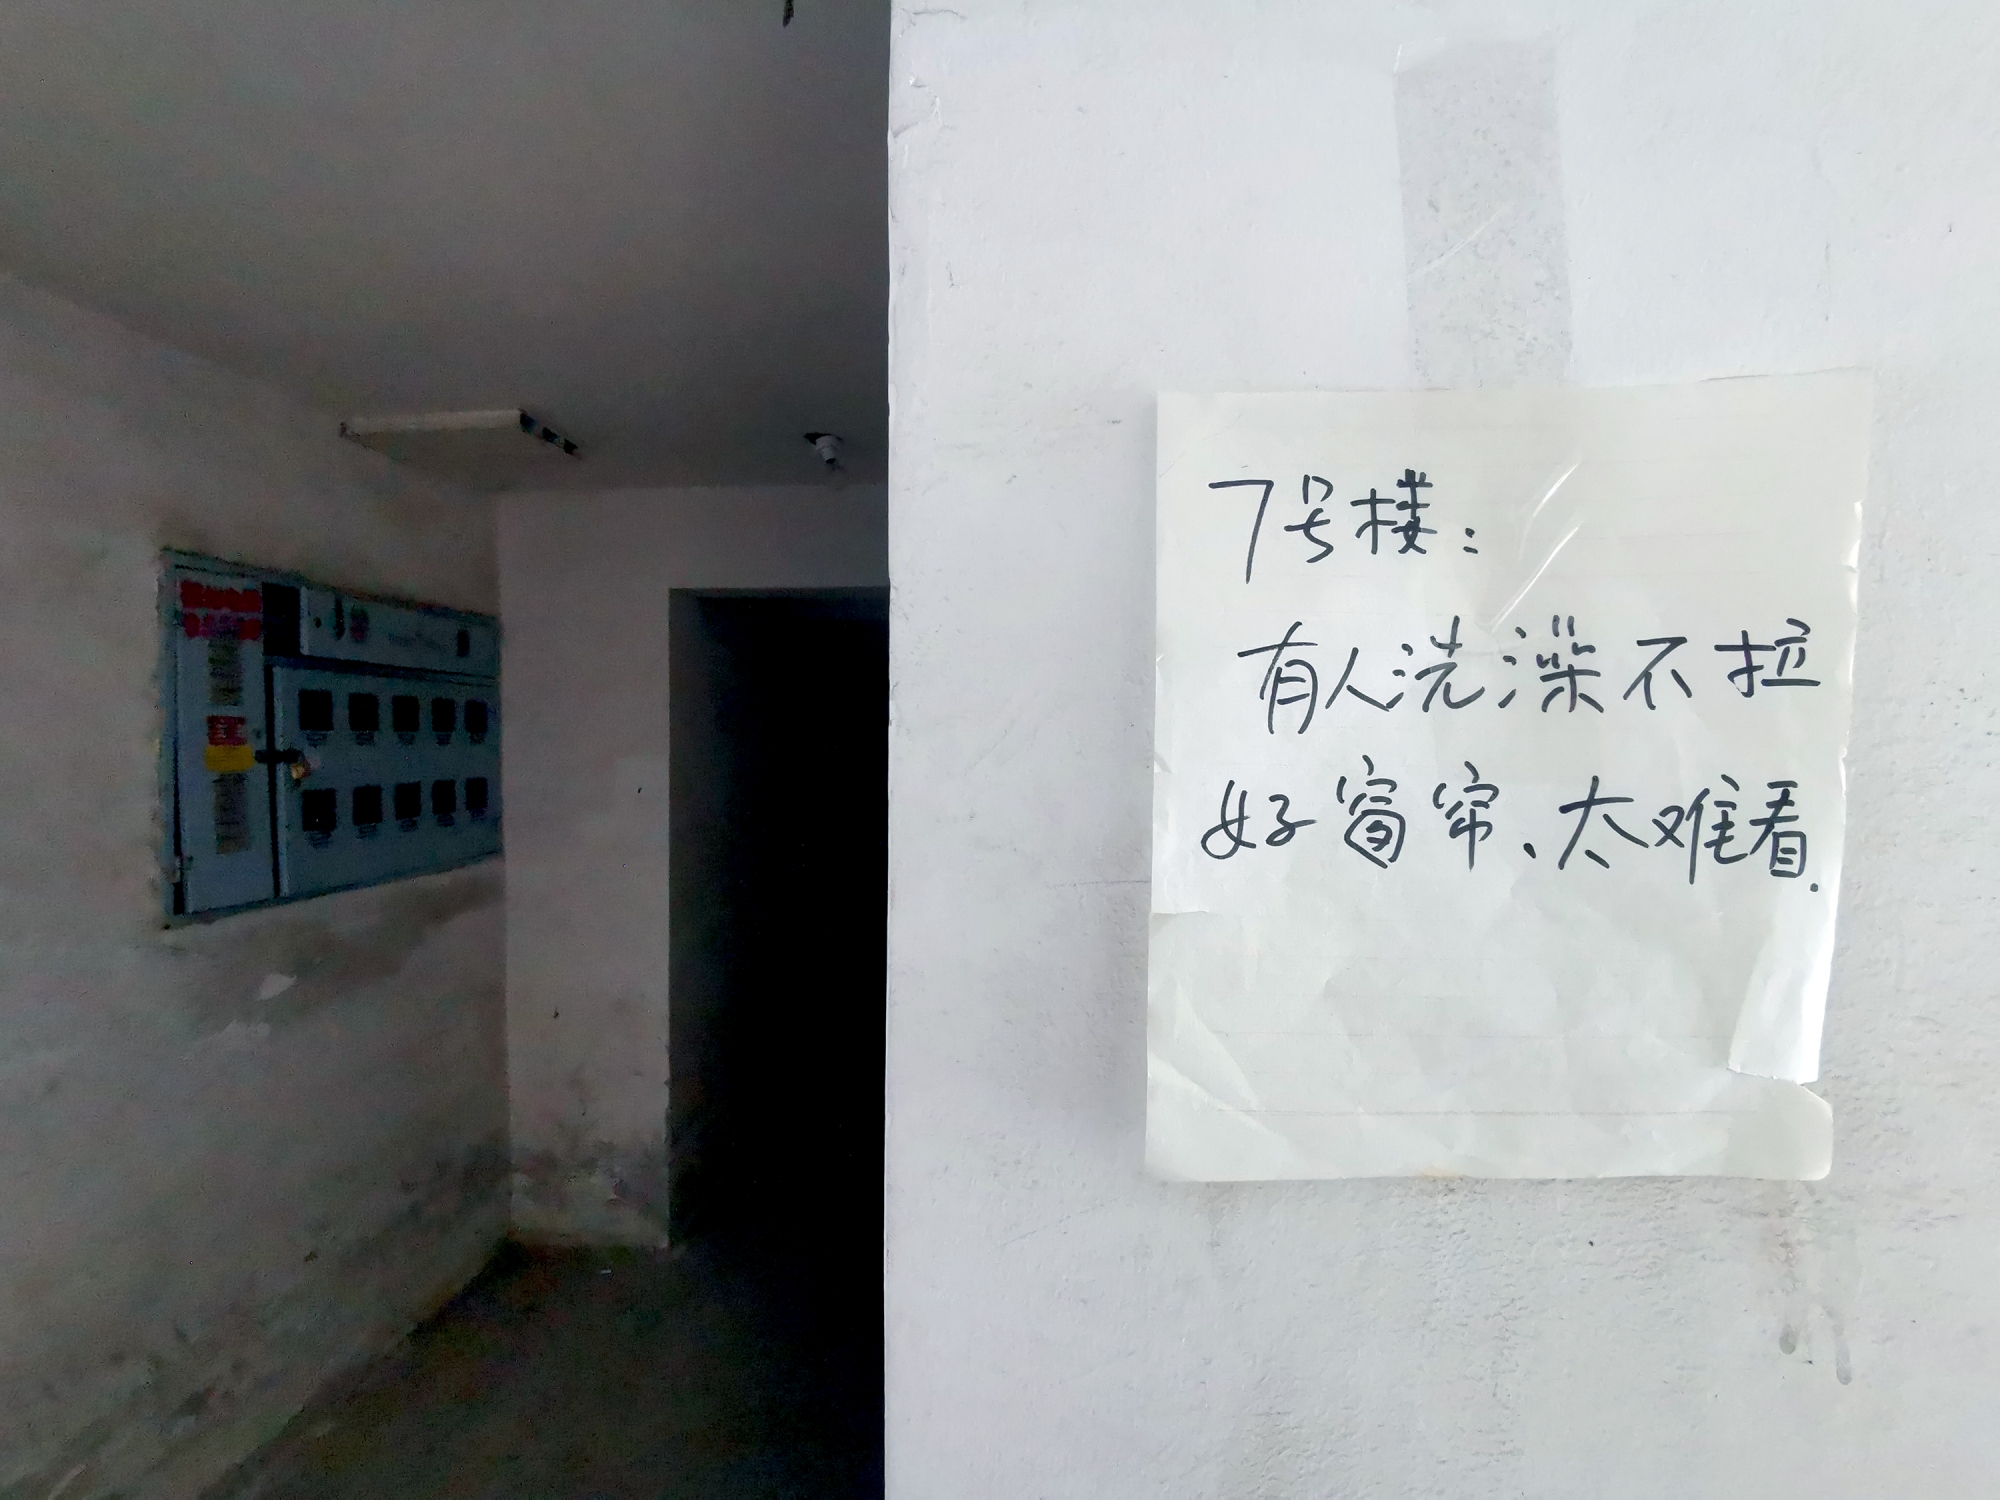 7号楼：
有人洗澡不拉
好窗帘、太难看.